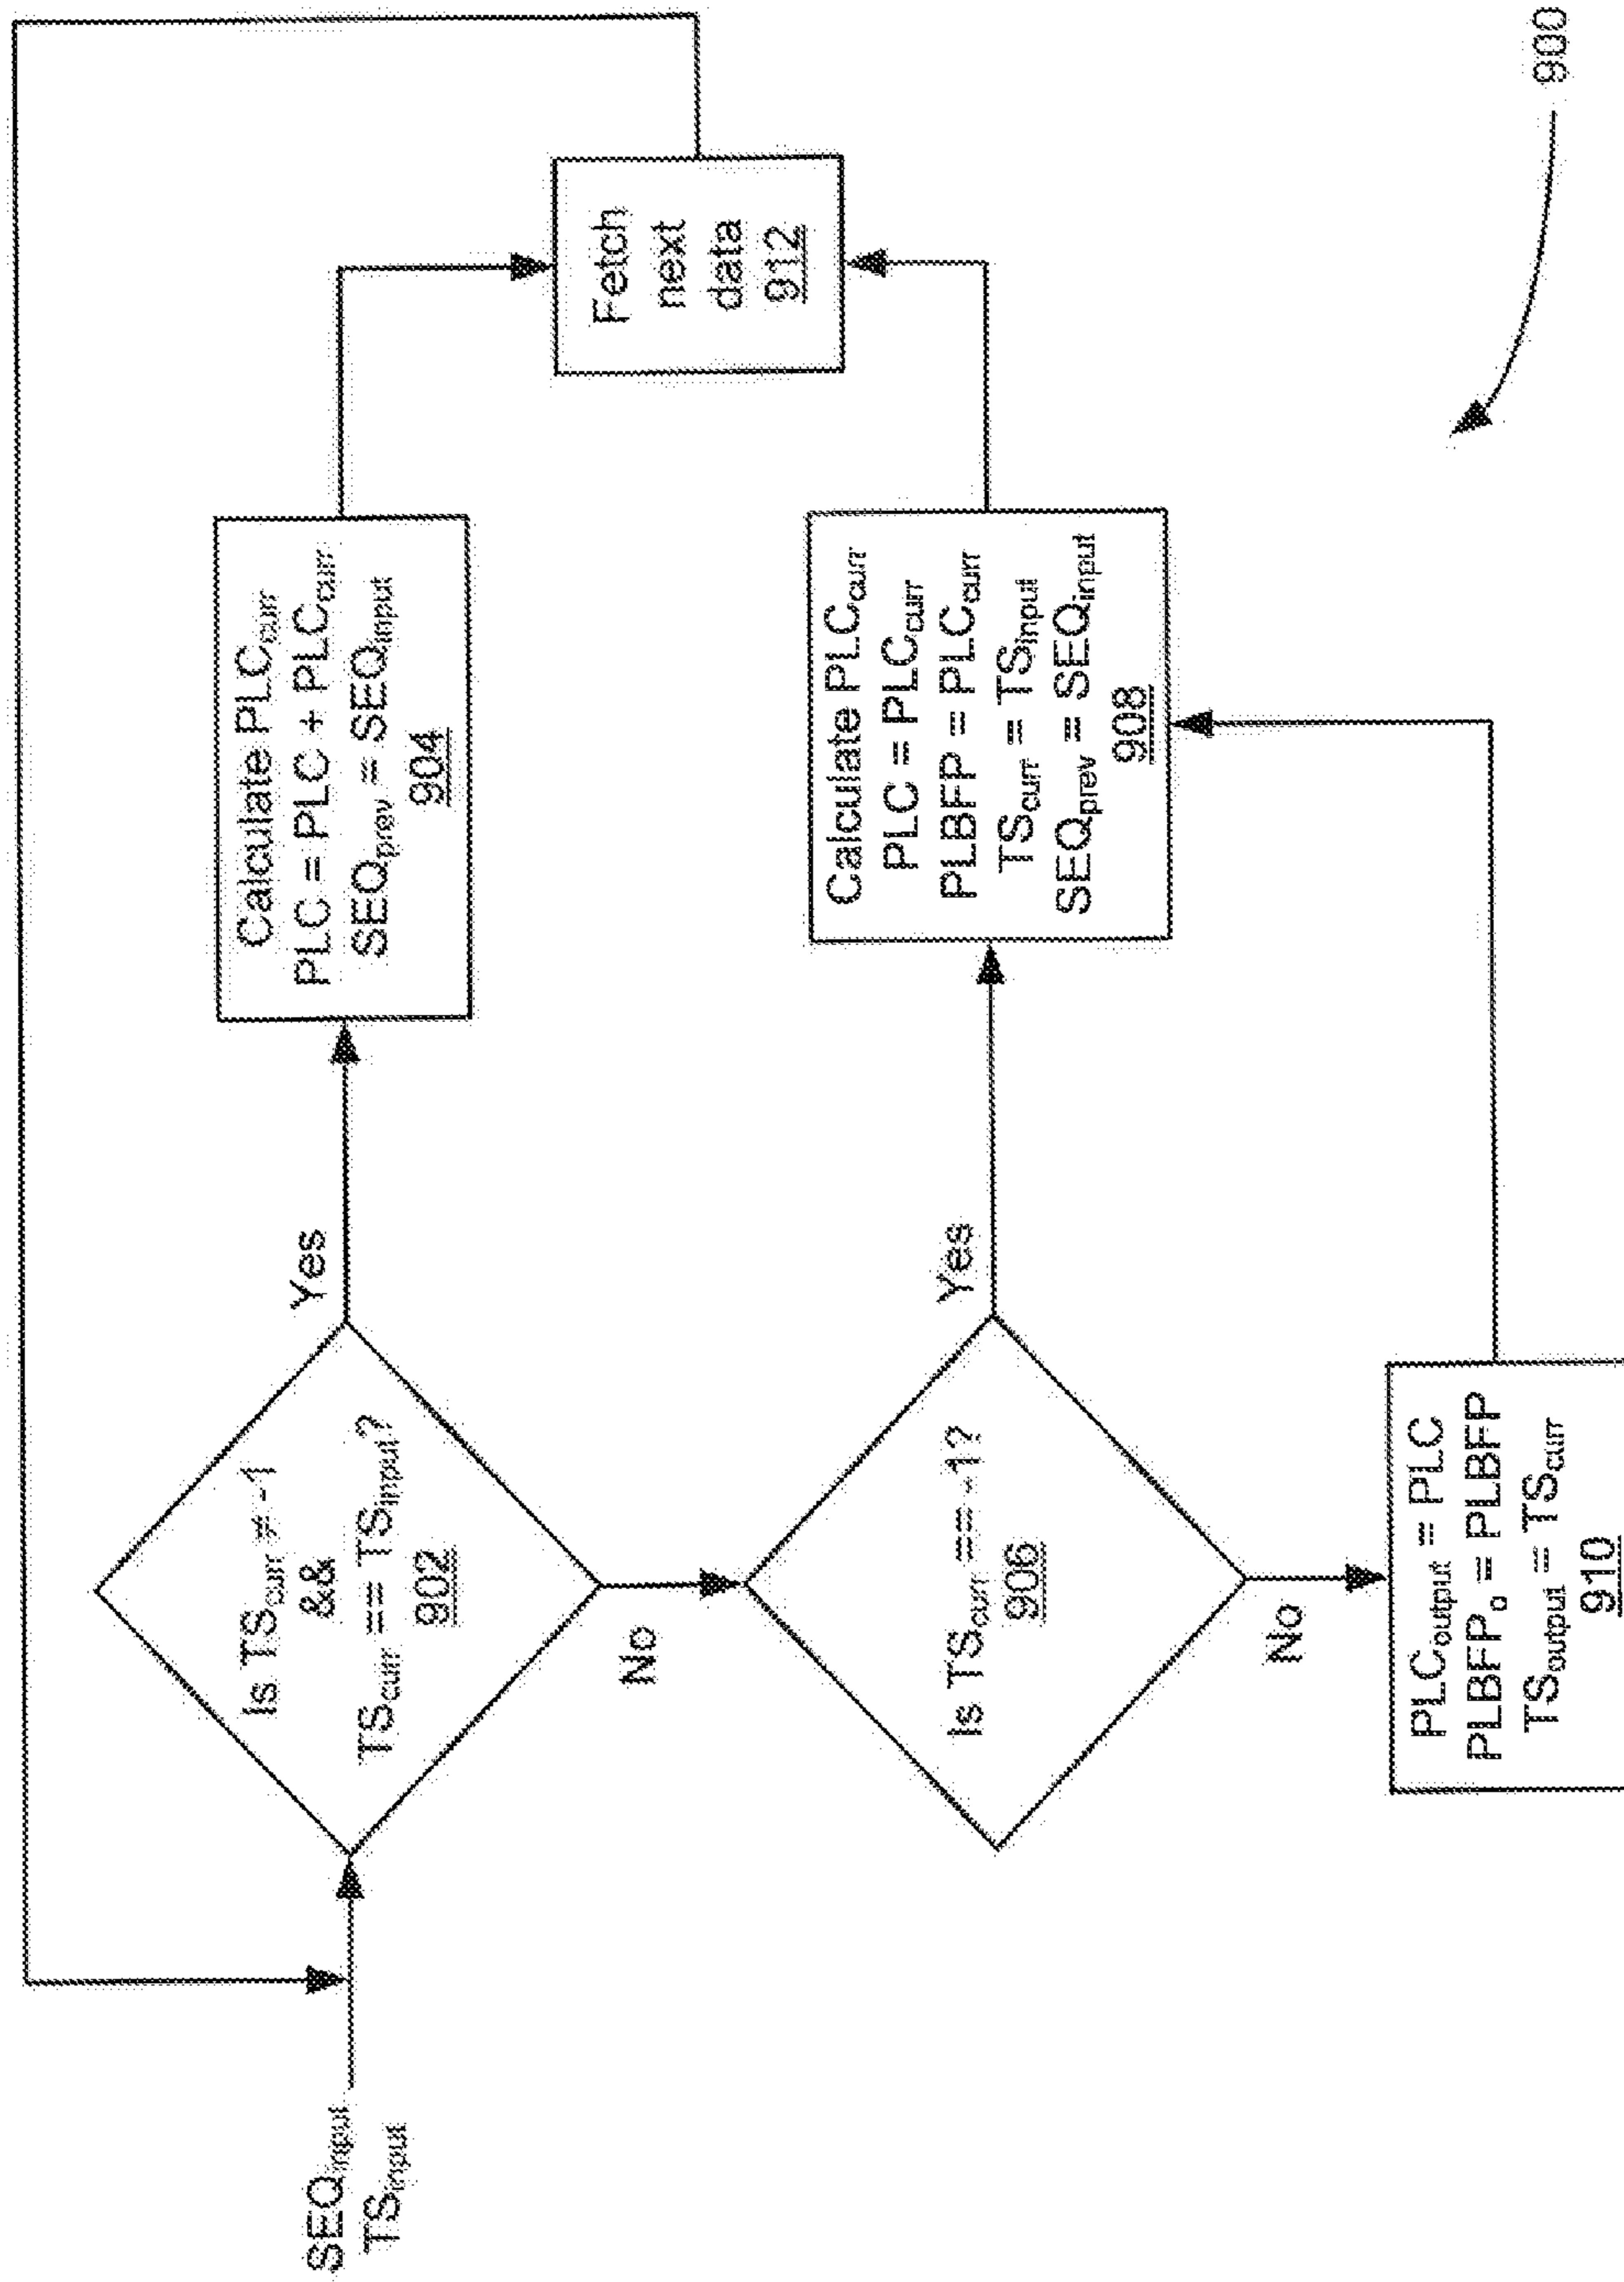 SEQinput
TSinput
Is TScurr ≠ -1
&&
TScurr == TSinput?
902
Yes
No
Calculate PLCcurr
PLC = PLC + PLCcurr
SEQprev = SEQinput
904
Is TScurr == -1?
906
Yes
No
Calculate PLCcurr
PLC = PLCcurr
PLBFP = PLCcurr
TScurr = TSinput
SEQprev = SEQinput
908
PLCoutput = PLC
PLBFPo = PLBFP
TSoutput = TScurr
910
Fetch
next
data
912
900